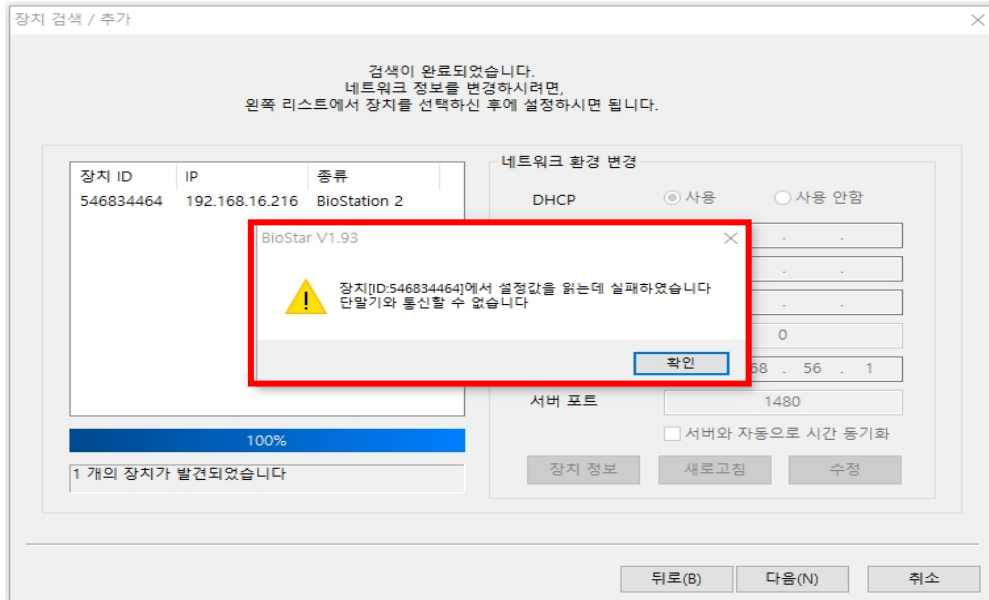 장치 검색 / 추가
검색이 완료되었습니다.
네트워크 정보를 변경하시려면,
왼쪽 리스트에서 장치를 선택하신 후에 설정하시면 됩니다.
장치 ID IP 종류
546834464 192.168.16.216 BioStation 2
네트워크 환경 변경
DHCP 사용 사용 안함
BioStar V1.93
장치[ID:546834464]에서 설정값을 읽는데 실패하였습니다
단말기와 통신할 수 없습니다
확인
0
68 . 56 . 1
서버 포트 1480
서버와 자동으로 시간 동기화
100%
1 개의 장치가 발견되었습니다
장치 정보 새로고침 수정
뒤로(B) 다음(N) 취소